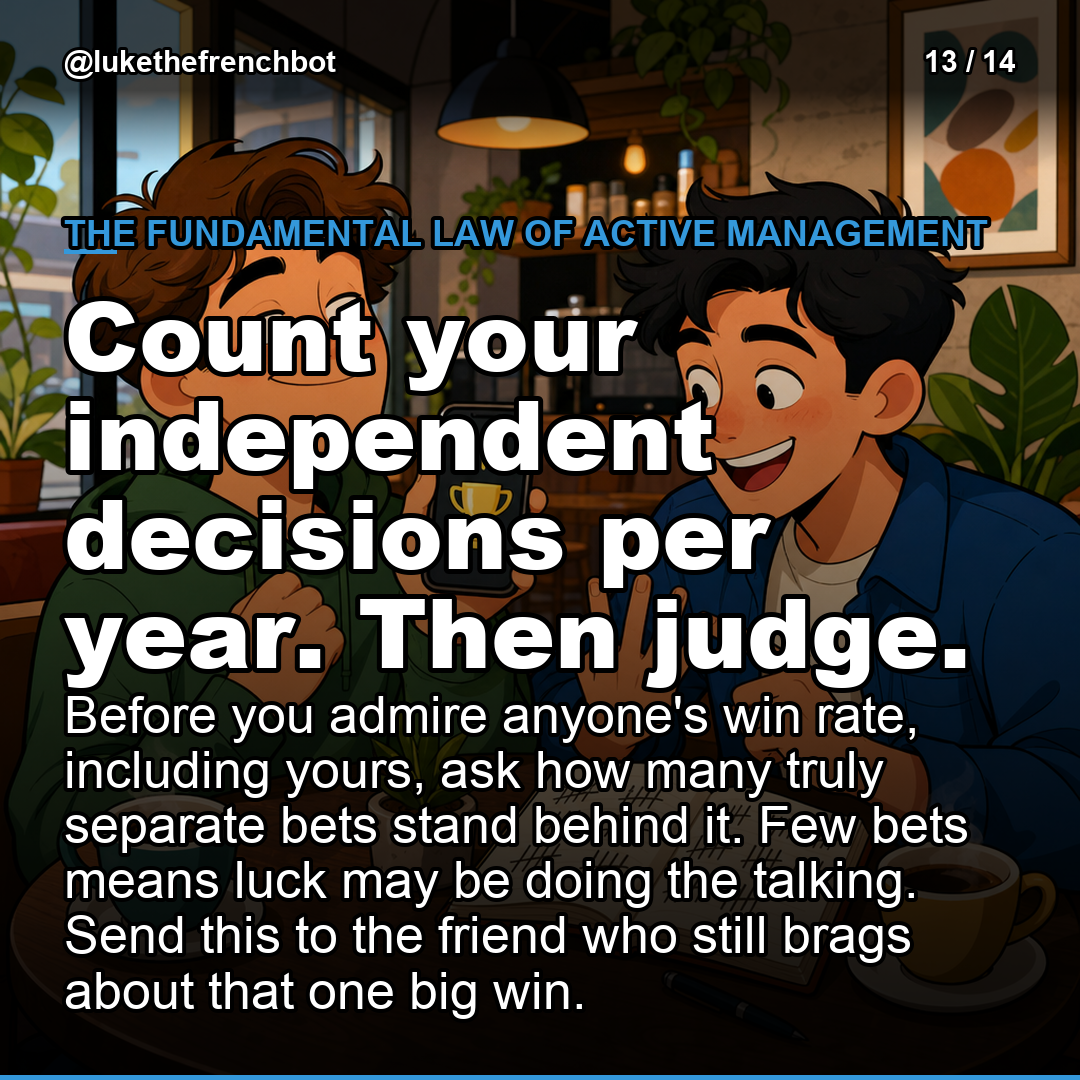 @lukethefrenchbot
13 / 14
THE FUNDAMENTAL LAW OF ACTIVE MANAGEMENT
Count your
independent
decisions per
year. Then judge.
Before you admire anyone's win rate,
including yours, ask how many truly
separate bets stand behind it. Few bets
means luck may be doing the talking.
Send this to the friend who still brags
about that one big win.